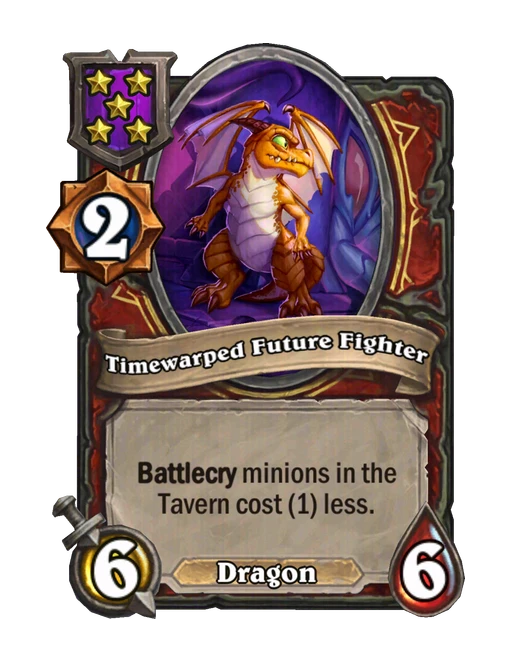 2
Timewarped Future Fighter
Battlecry minions in the
Tavern cost (1) less.
6
Dragon
6